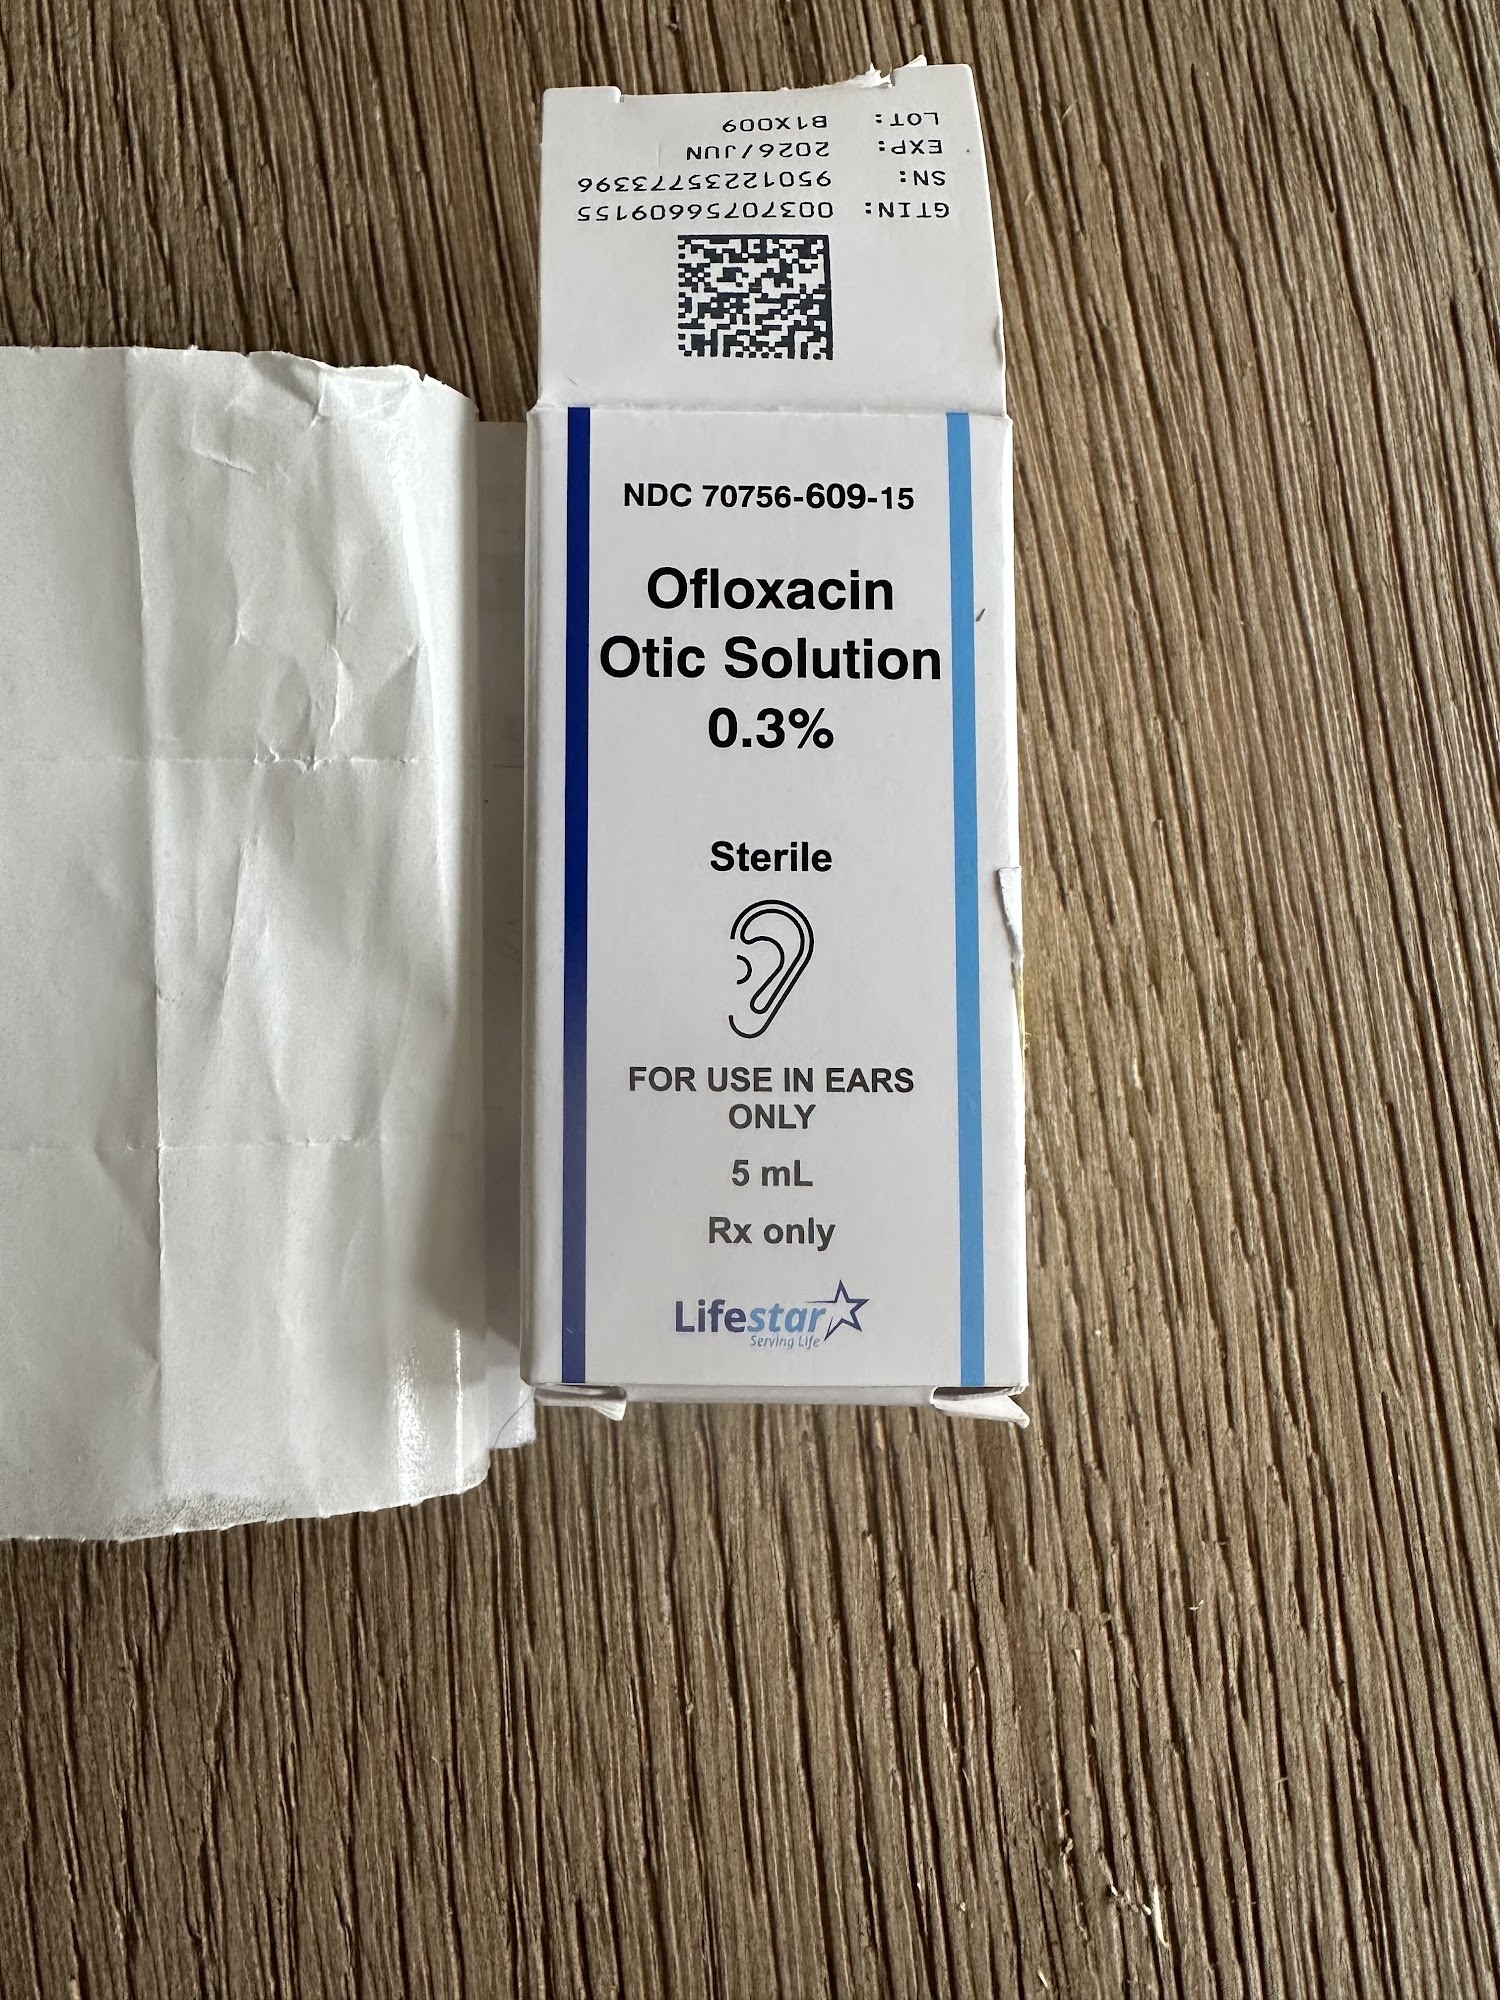 LOT: B1X009
EXP: 2026/JUN
SN: 95012235773396
GTIN: 00370756609155
NDC 70756-609-15
Ofloxacin
Otic Solution
0.3%
Sterile
FOR USE IN EARS
ONLY
5 mL
Rx only
Lifestar
Serving Life